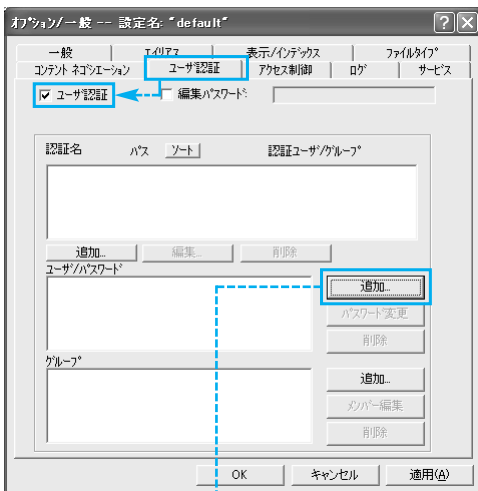 オプション/一般 -- 設定名: "default"
一般 エイリアス 表示/インデックス ファイルタイプ
コンテント ネゴシエーション ユーザ認証 アクセス制御 ログ サービス
ユーザ認証 編集パスワード:
認証名 パス ソート 認証ユーザ/グループ
追加... 編集... 削除
ユーザ/パスワード
追加...
パスワード変更
削除
グループ
追加...
メンバー編集
削除
OK キャンセル 適用(A)